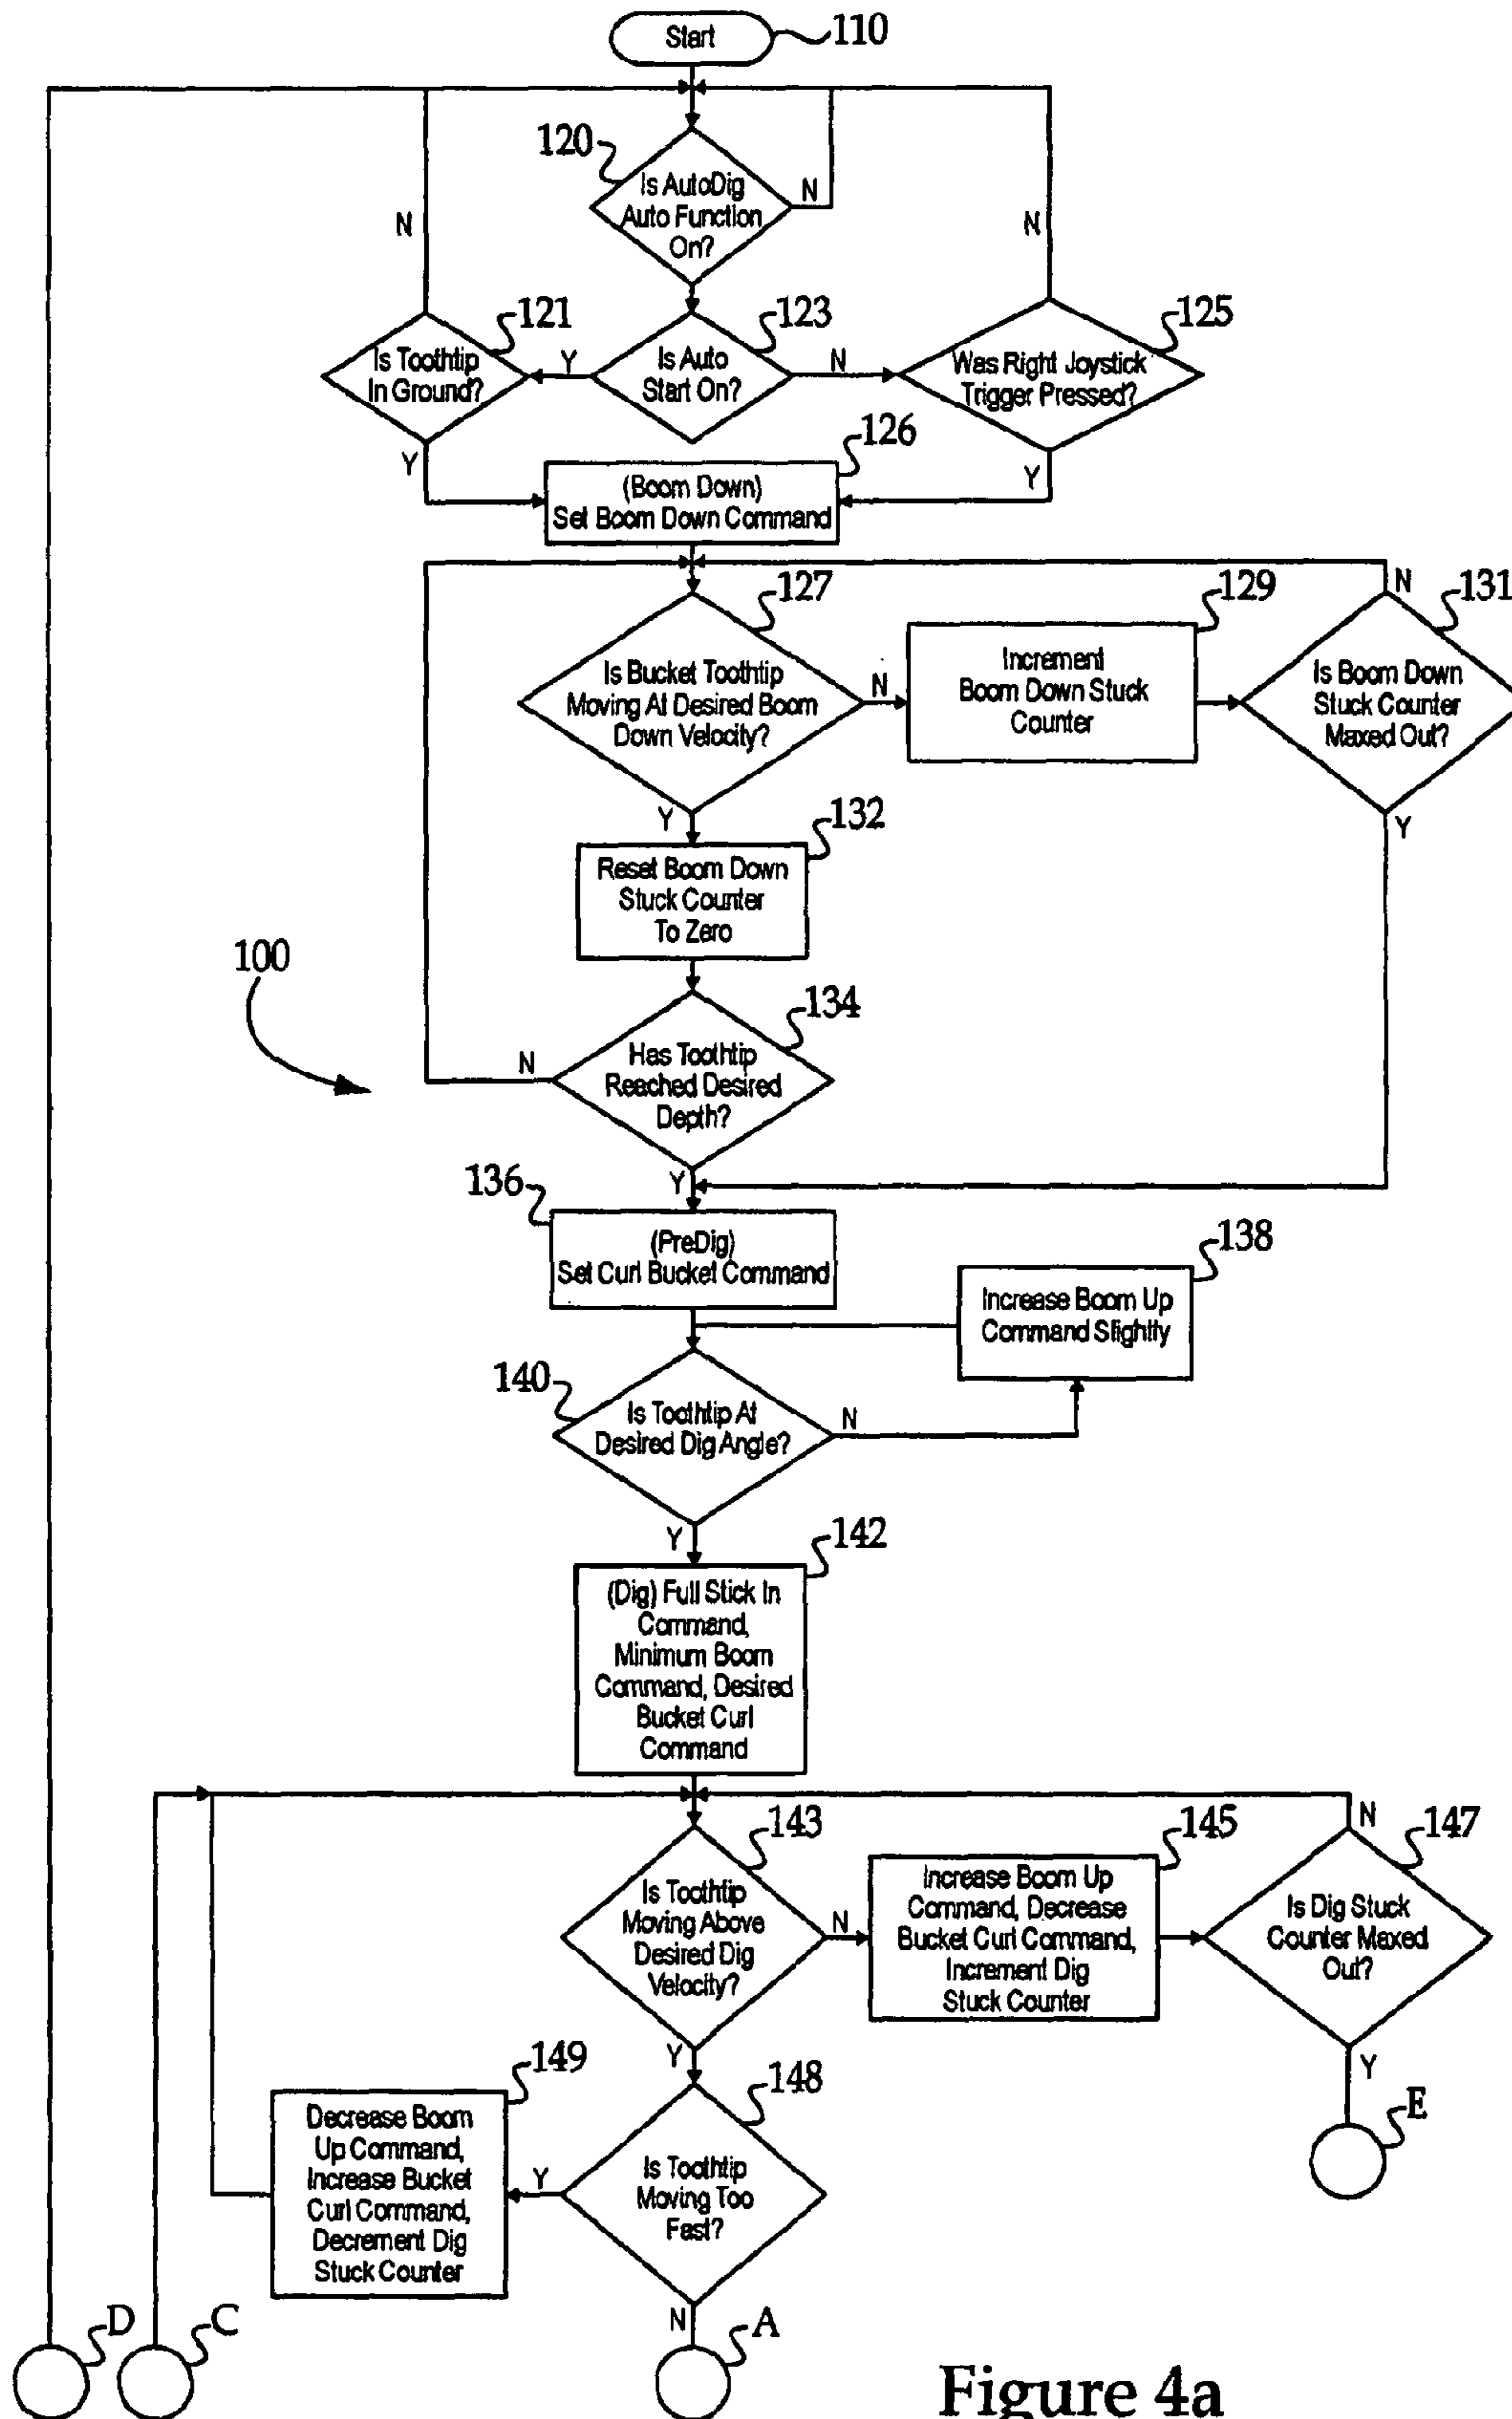 Start
110
120
Is AutoDig
Auto Function
On?
N
N
N
121
Is Toothtip
In Ground?
Y
123
Is Auto
Start On?
N
125
Was Right Joystick
Trigger Pressed?
Y
126
(Boom Down)
Set Boom Down Command
Y
127
Is Bucket Toothtip
Moving At Desired Boom
Down Velocity?
N
129
Increment
Boom Down Stuck
Counter
N
131
Is Boom Down
Stuck Counter
Maxed Out?
Y
Y
132
Reset Boom Down
Stuck Counter
To Zero
100
134
Has Toothtip
Reached Desired
Depth?
N
Y
136
(PreDig)
Set Curl Bucket Command
138
Increase Boom Up
Command Slightly
140
Is Toothtip At
Desired Dig Angle?
N
Y
142
(Dig) Full Stick In
Command,
Minimum Boom
Command, Desired
Bucket Curl
Command
143
Is Toothtip
Moving Above
Desired Dig
Velocity?
N
145
Increase Boom Up
Command, Decrease
Bucket Curl Command,
Increment Dig
Stuck Counter
N
147
Is Dig Stuck
Counter Maxed
Out?
Y
Y
E
149
Decrease Boom
Up Command,
Increase Bucket
Curl Command,
Decrement Dig
Stuck Counter
Y
148
Is Toothtip
Moving Too
Fast?
N
D
C
A
Figure 4a